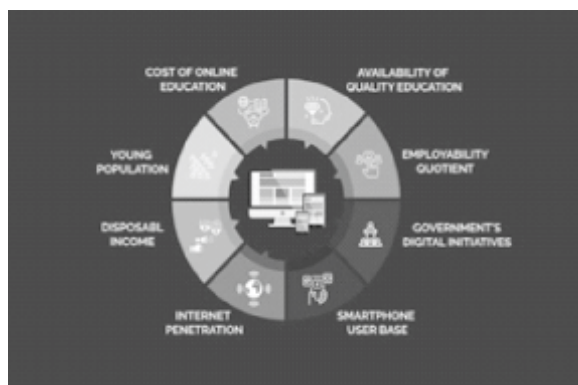 COST OF ONLINE
EDUCATION
AVAILABILITY OF
QUALITY EDUCATION
YOUNG
POPULATION
EMPLOYABILITY
QUOTIENT
DISPOSABL
INCOME
GOVERNMENT'S
DIGITAL INITIATIVES
INTERNET
PENETRATION
SMARTPHONE
USER BASE